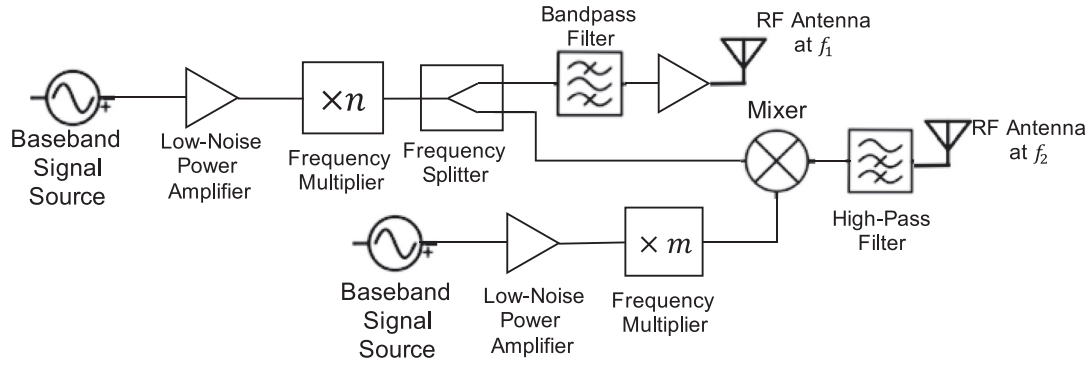 Bandpass
Filter
RF Antenna
at f₁
×n
Mixer
RF Antenna
at f₂
+
Baseband
Signal
Source
Low-Noise
Power
Amplifier
Frequency
Multiplier
Frequency
Splitter
High-Pass
Filter
× m
+
Baseband
Signal
Source
Low-Noise
Power
Amplifier
Frequency
Multiplier